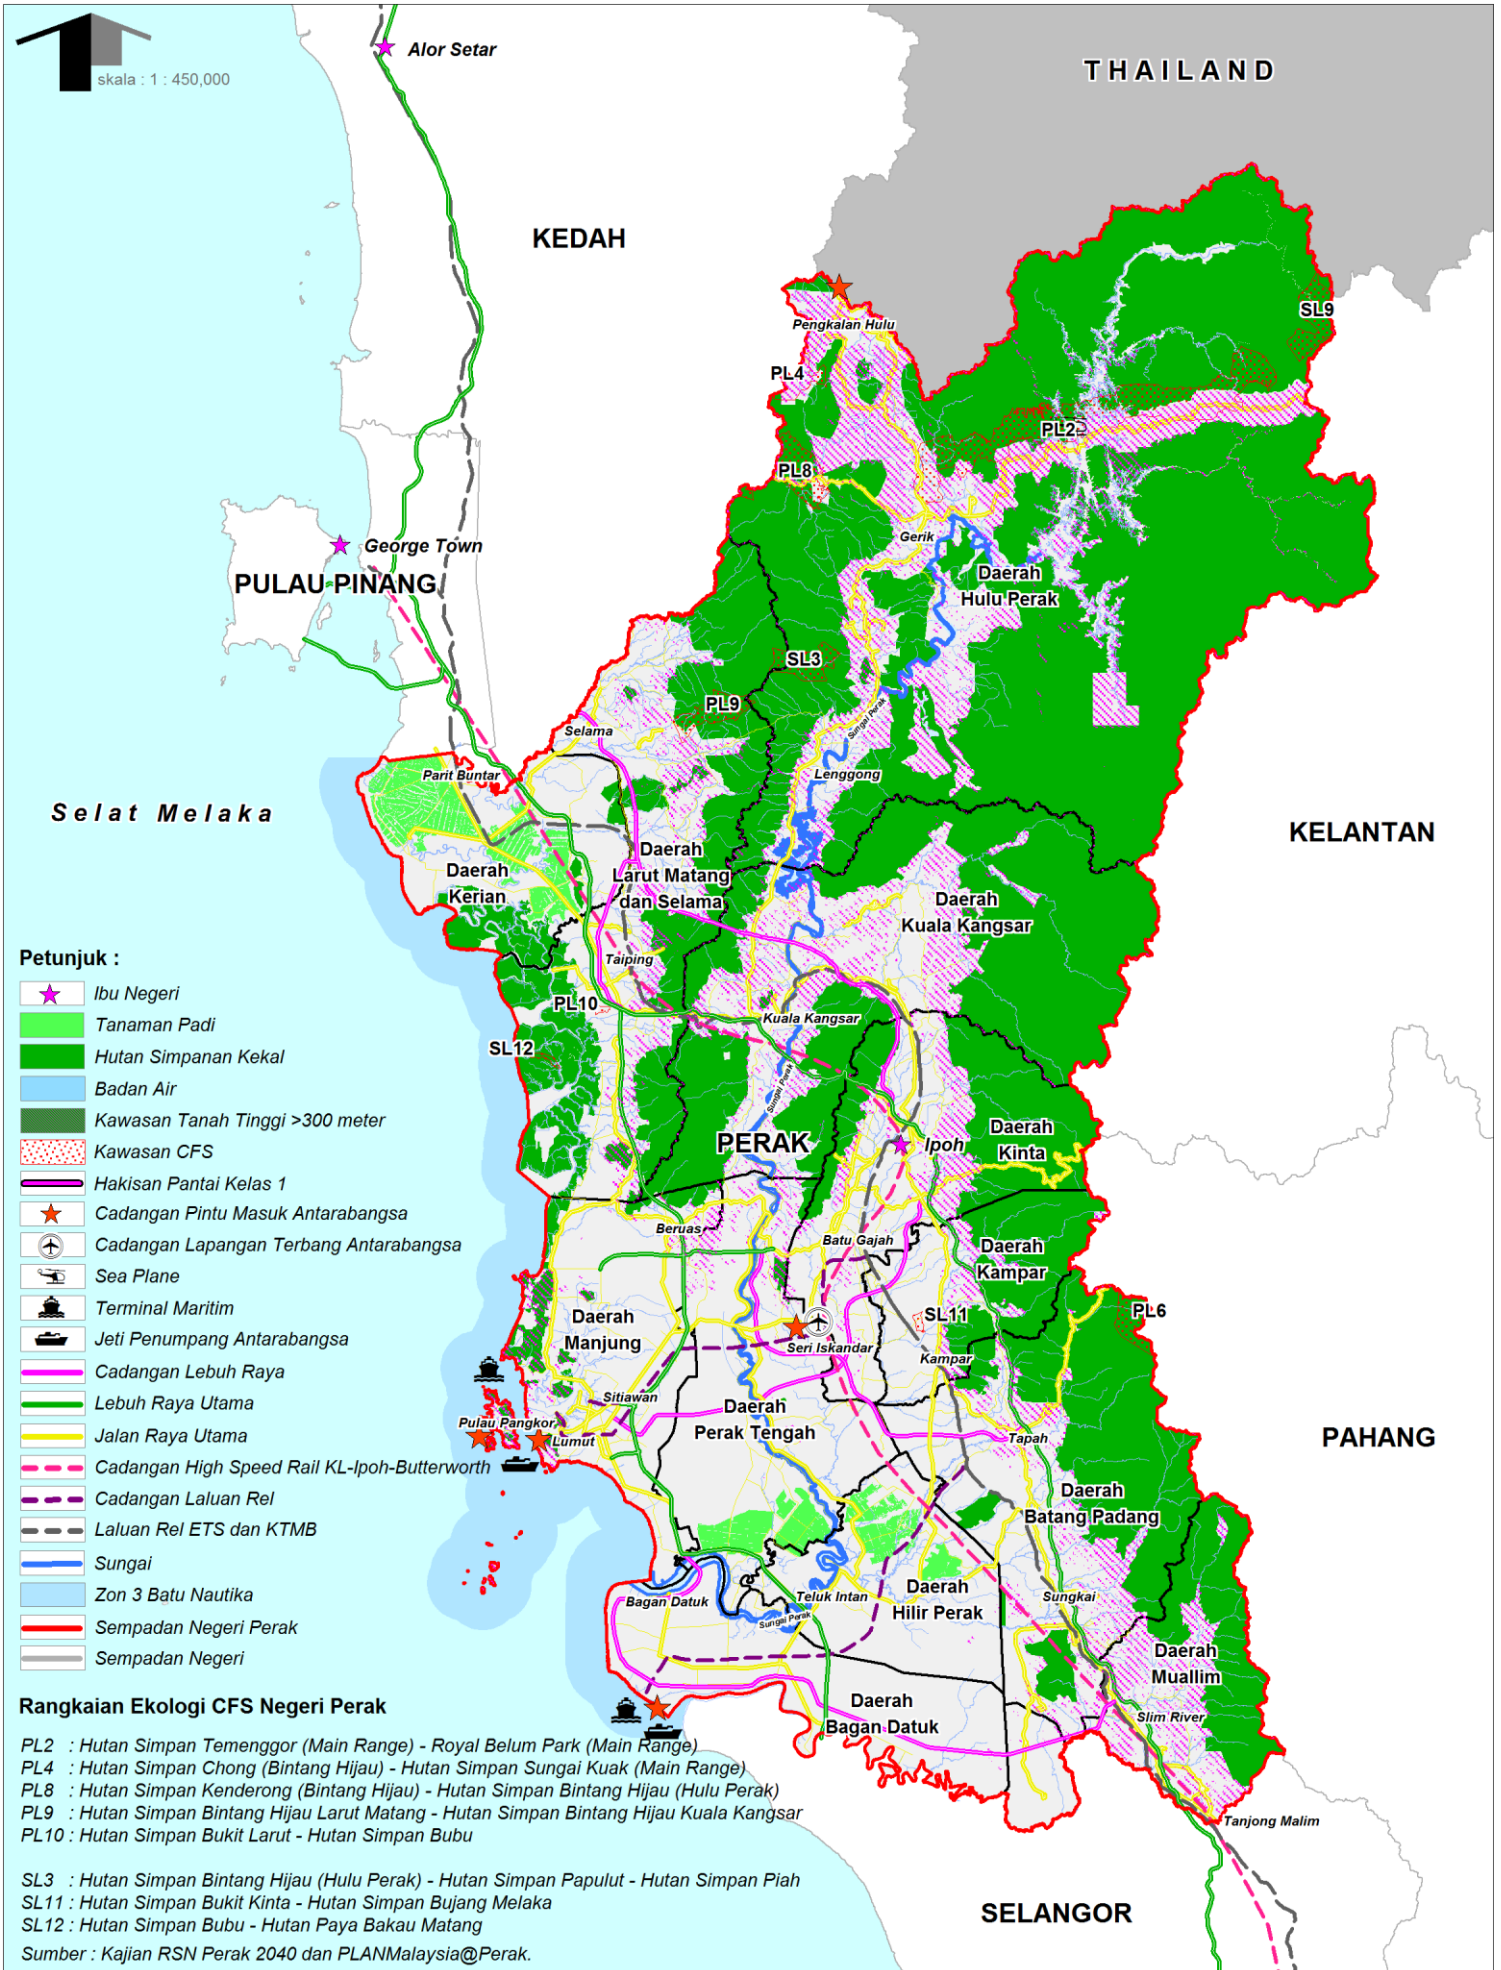 skala : 1 : 450,000
Alor Setar
THAILAND
KEDAH
SL9
Pengkalan Hulu
PL4
PL2
PL8
Gerik
George Town
PULAU PINANG
Daerah
Hulu Perak
SL3
PL9
Sungai Perak
Selama
Lenggong
Parit Buntar
Selat Melaka
KELANTAN
Daerah
Larut Matang
dan Selama
Daerah
Kerian
Daerah
Kuala Kangsar
Taiping
PL10
Kuala Kangsar
SL12
Sungai Perak
PERAK
Ipoh
Daerah
Kinta
Beruas
Batu Gajah
Daerah
Kampar
Daerah
Manjung
SL11
PL6
Seri Iskandar
Kampar
Sitiawan
Daerah
Perak Tengah
Pulau Pangkor
Lumut
Tapah
PAHANG
Daerah
Batang Padang
Bagan Datuk
Teluk Intan
Sungai Perak
Daerah
Hilir Perak
Sungkai
Daerah
Muallim
Daerah
Bagan Datuk
Slim River
Tanjong Malim
SELANGOR
Petunjuk :
Ibu Negeri
Tanaman Padi
Hutan Simpanan Kekal
Badan Air
Kawasan Tanah Tinggi >300 meter
Kawasan CFS
Hakisan Pantai Kelas 1
Cadangan Pintu Masuk Antarabangsa
Cadangan Lapangan Terbang Antarabangsa
Sea Plane
Terminal Maritim
Jeti Penumpang Antarabangsa
Cadangan Lebuh Raya
Lebuh Raya Utama
Jalan Raya Utama
Cadangan High Speed Rail KL-Ipoh-Butterworth
Cadangan Laluan Rel
Laluan Rel ETS dan KTMB
Sungai
Zon 3 Batu Nautika
Sempadan Negeri Perak
Sempadan Negeri
Rangkaian Ekologi CFS Negeri Perak
PL2 : Hutan Simpan Temenggor (Main Range) - Royal Belum Park (Main Range)
PL4 : Hutan Simpan Chong (Bintang Hijau) - Hutan Simpan Sungai Kuak (Main Range)
PL8 : Hutan Simpan Kenderong (Bintang Hijau) - Hutan Simpan Bintang Hijau (Hulu Perak)
PL9 : Hutan Simpan Bintang Hijau Larut Matang - Hutan Simpan Bintang Hijau Kuala Kangsar
PL10 : Hutan Simpan Bukit Larut - Hutan Simpan Bubu
SL3 : Hutan Simpan Bintang Hijau (Hulu Perak) - Hutan Simpan Papulut - Hutan Simpan Piah
SL11 : Hutan Simpan Bukit Kinta - Hutan Simpan Bujang Melaka
SL12 : Hutan Simpan Bubu - Hutan Paya Bakau Matang
Sumber : Kajian RSN Perak 2040 dan PLANMalaysia@Perak.